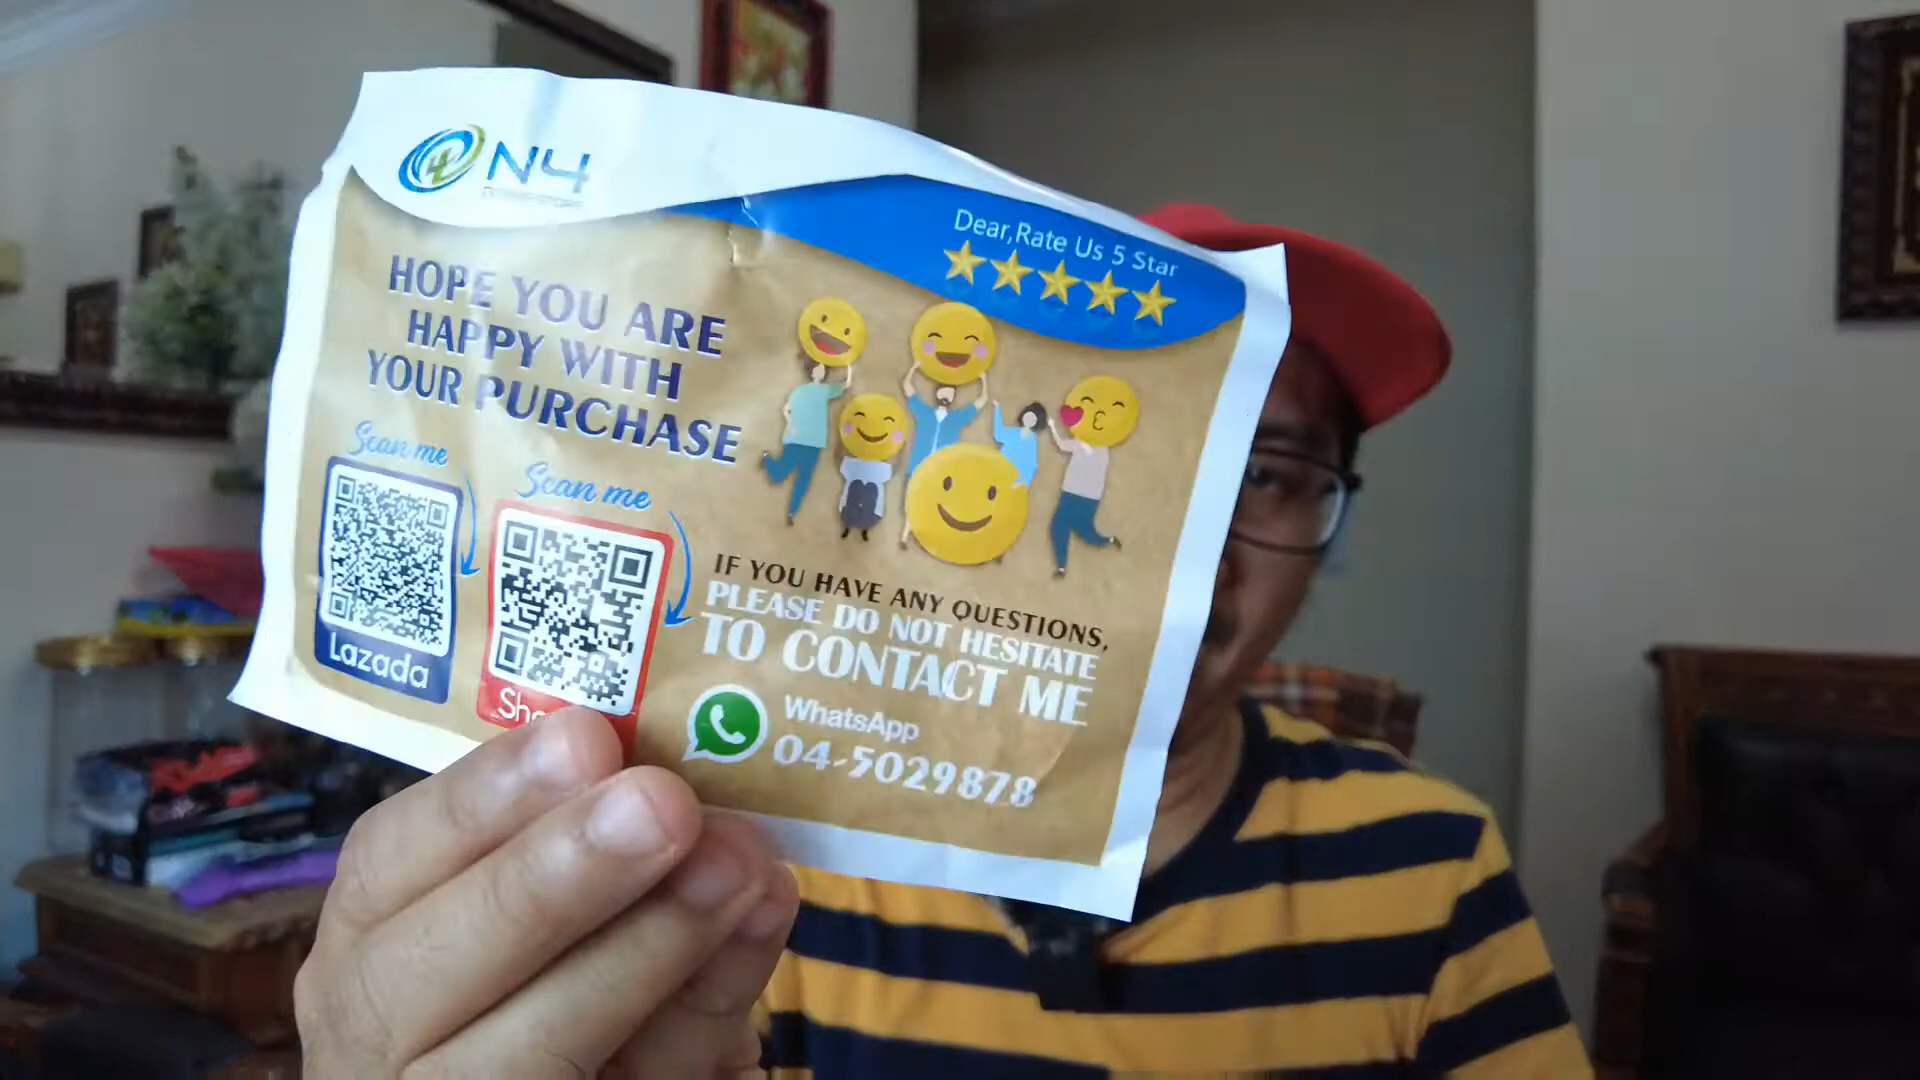 N4
Dear,Rate Us 5 Star
HOPE YOU ARE
HAPPY WITH
YOUR PURCHASE
Scan me
Scan me
Lazada
IF YOU HAVE ANY QUESTIONS,
PLEASE DO NOT HESITATE
TO CONTACT ME
WhatsApp
04-5029878